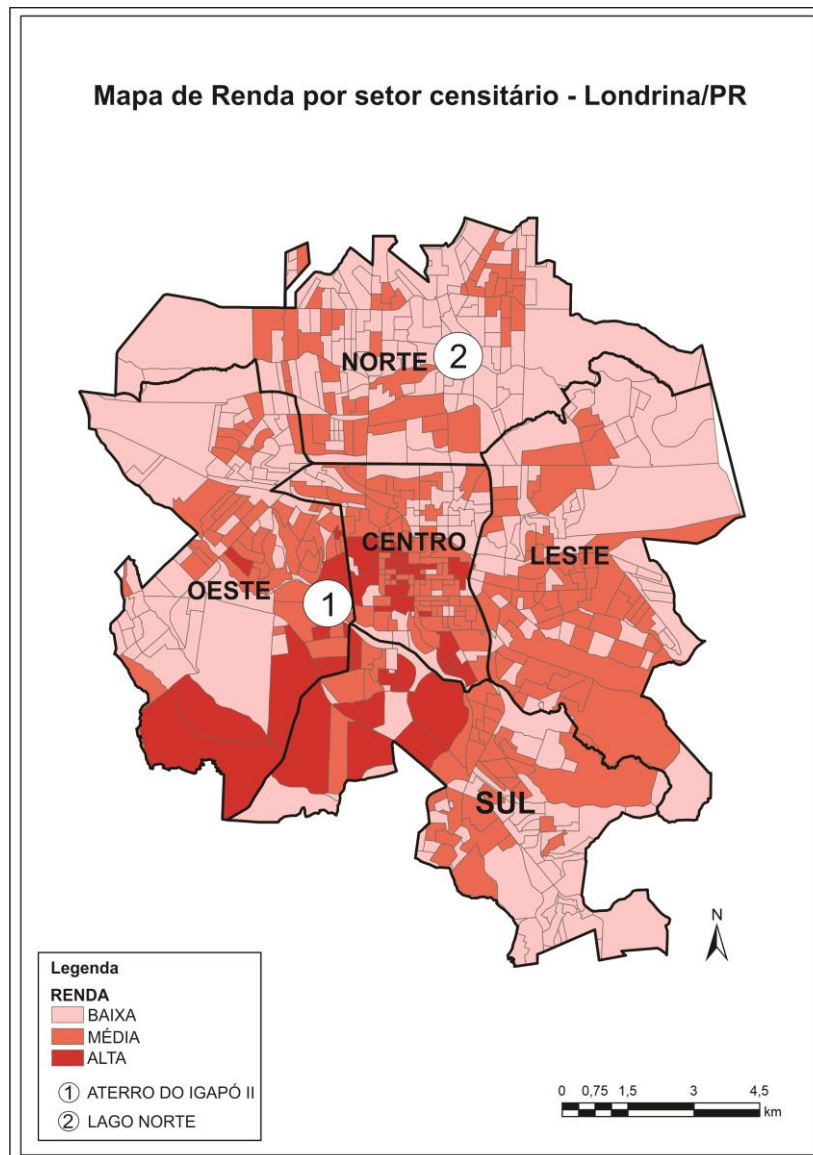 Mapa de Renda por setor censitário - Londrina/PR
NORTE
2
CENTRO
LESTE
OESTE
1
SUL
N
Legenda
RENDA
BAIXA
MÉDIA
ALTA
1 ATERRO DO IGAPÓ II
2 LAGO NORTE
0 0,75 1,5 3 4,5
km